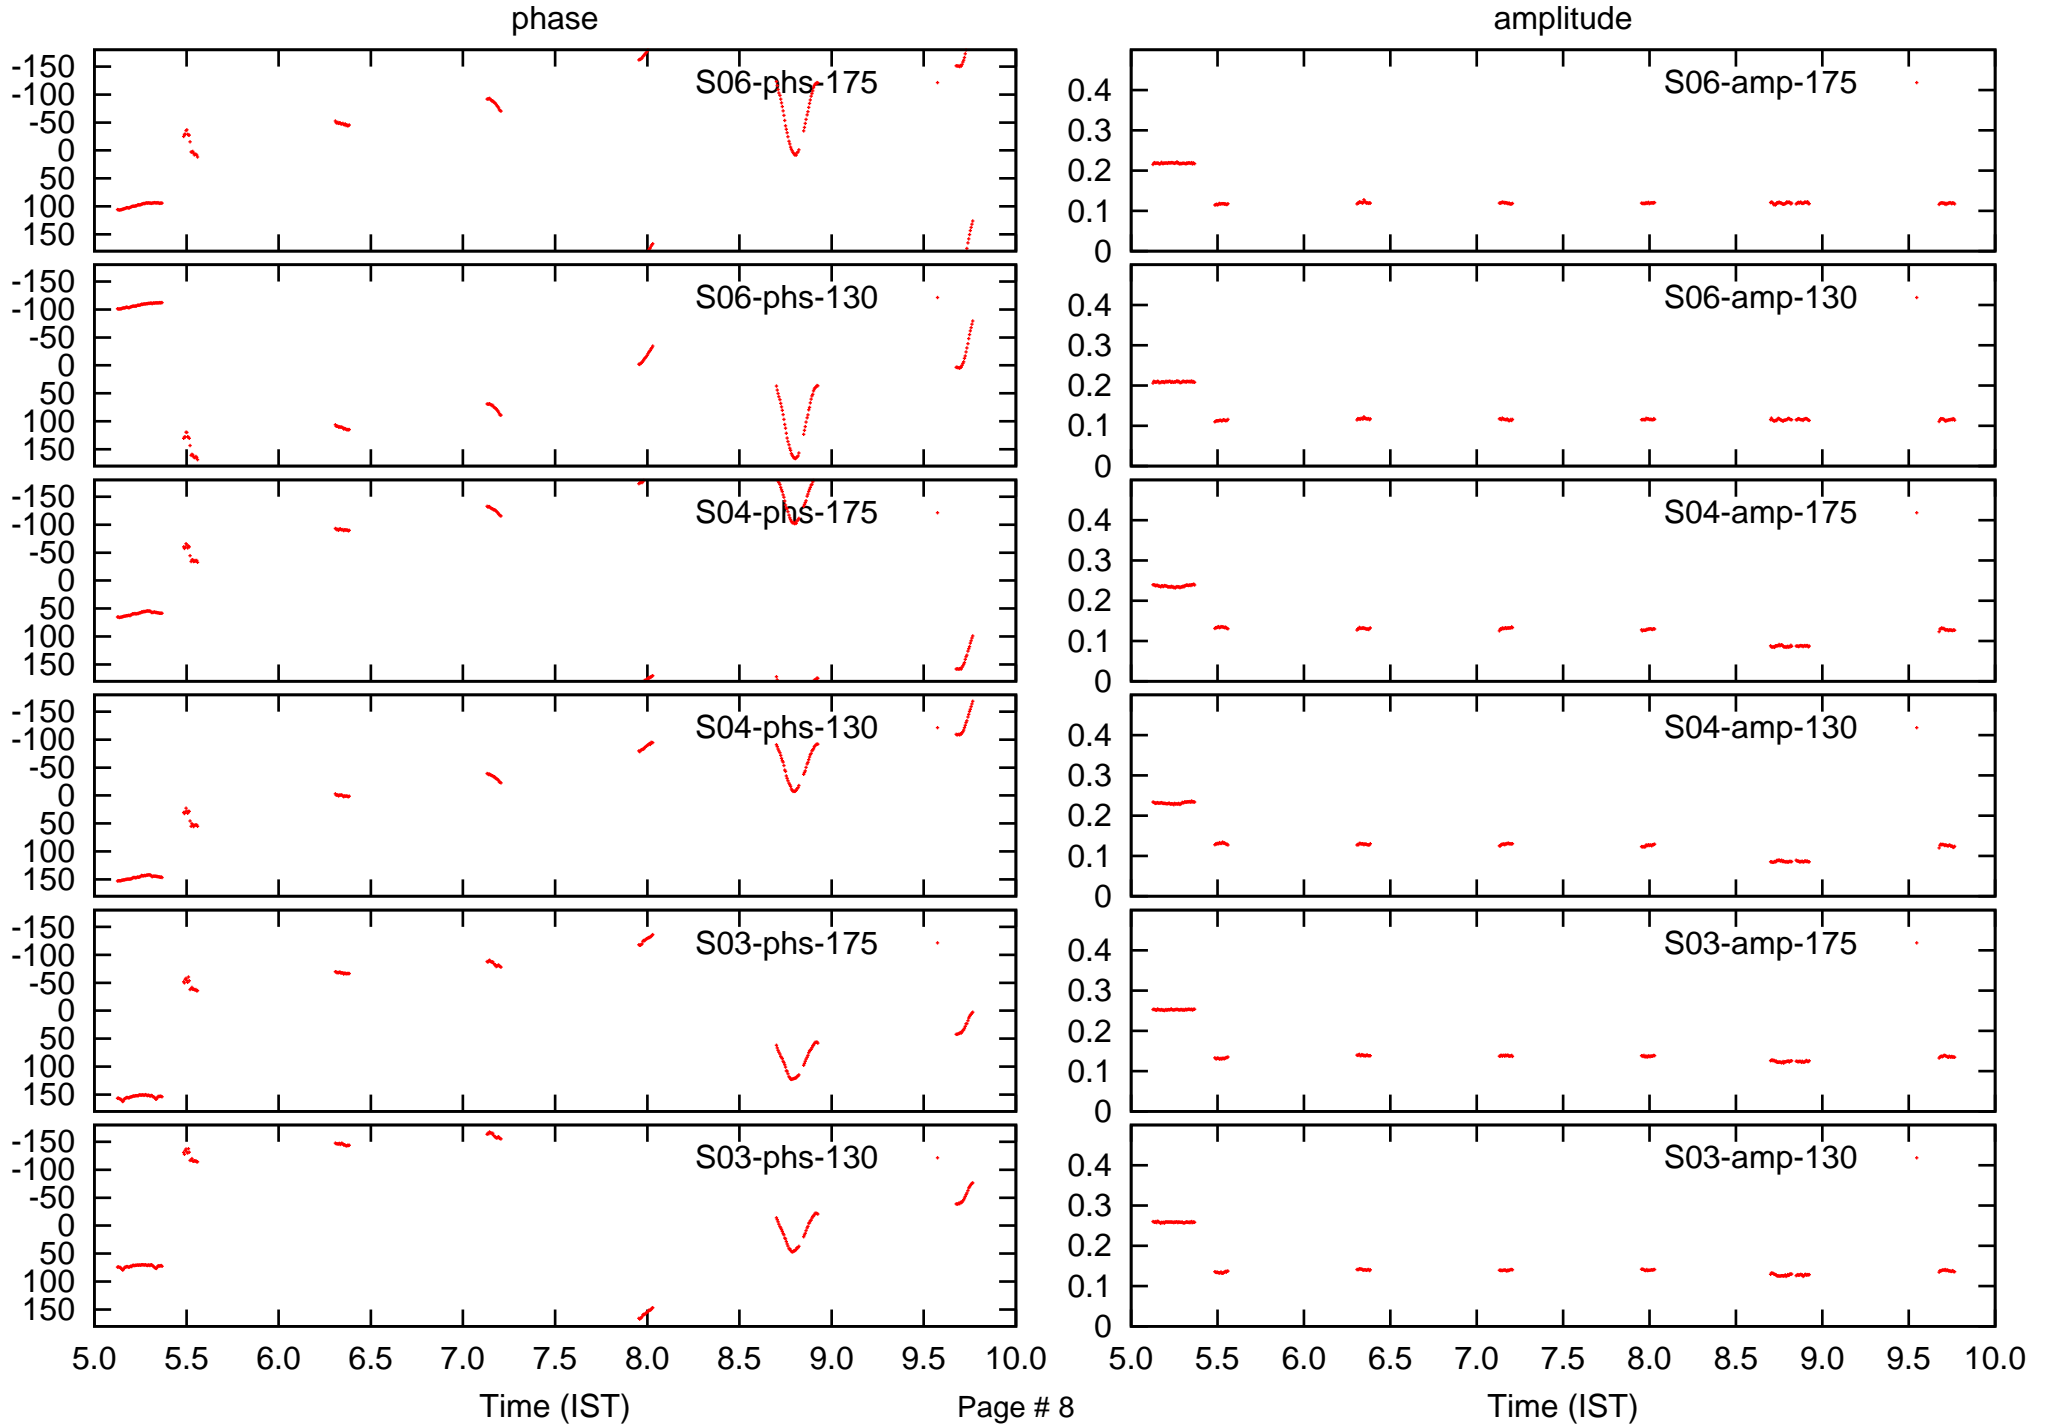 phase amplitude
-150 -100 -50 0 50 100 150 S06-phs-175 0.4 0.3 0.2 0.1 0 S06-amp-175
-150 -100 -50 0 50 100 150 S06-phs-130 0.4 0.3 0.2 0.1 0 S06-amp-130
-150 -100 -50 0 50 100 150 S04-phs-175 0.4 0.3 0.2 0.1 0 S04-amp-175
-150 -100 -50 0 50 100 150 S04-phs-130 0.4 0.3 0.2 0.1 0 S04-amp-130
-150 -100 -50 0 50 100 150 S03-phs-175 0.4 0.3 0.2 0.1 0 S03-amp-175
-150 -100 -50 0 50 100 150 S03-phs-130 0.4 0.3 0.2 0.1 0 S03-amp-130
5.0 5.5 6.0 6.5 7.0 7.5 8.0 8.5 9.0 9.5 10.0 5.0 5.5 6.0 6.5 7.0 7.5 8.0 8.5 9.0 9.5 10.0
Time (IST) Page # 8 Time (IST)